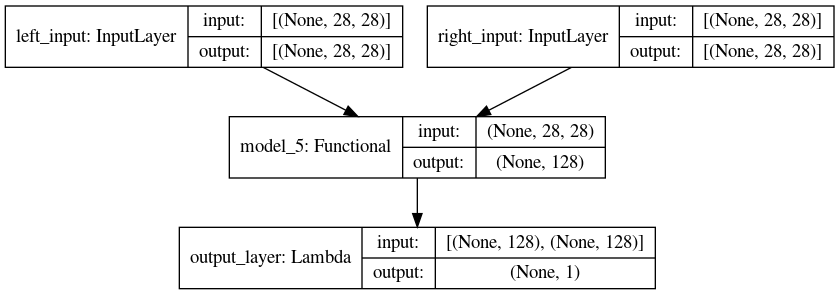 left_input: InputLayer
input:
[(None, 28, 28)]
output:
[(None, 28, 28)]
right_input: InputLayer
input:
[(None, 28, 28)]
output:
[(None, 28, 28)]
model_5: Functional
input:
(None, 28, 28)
output:
(None, 128)
output_layer: Lambda
input:
[(None, 128), (None, 128)]
output:
(None, 1)